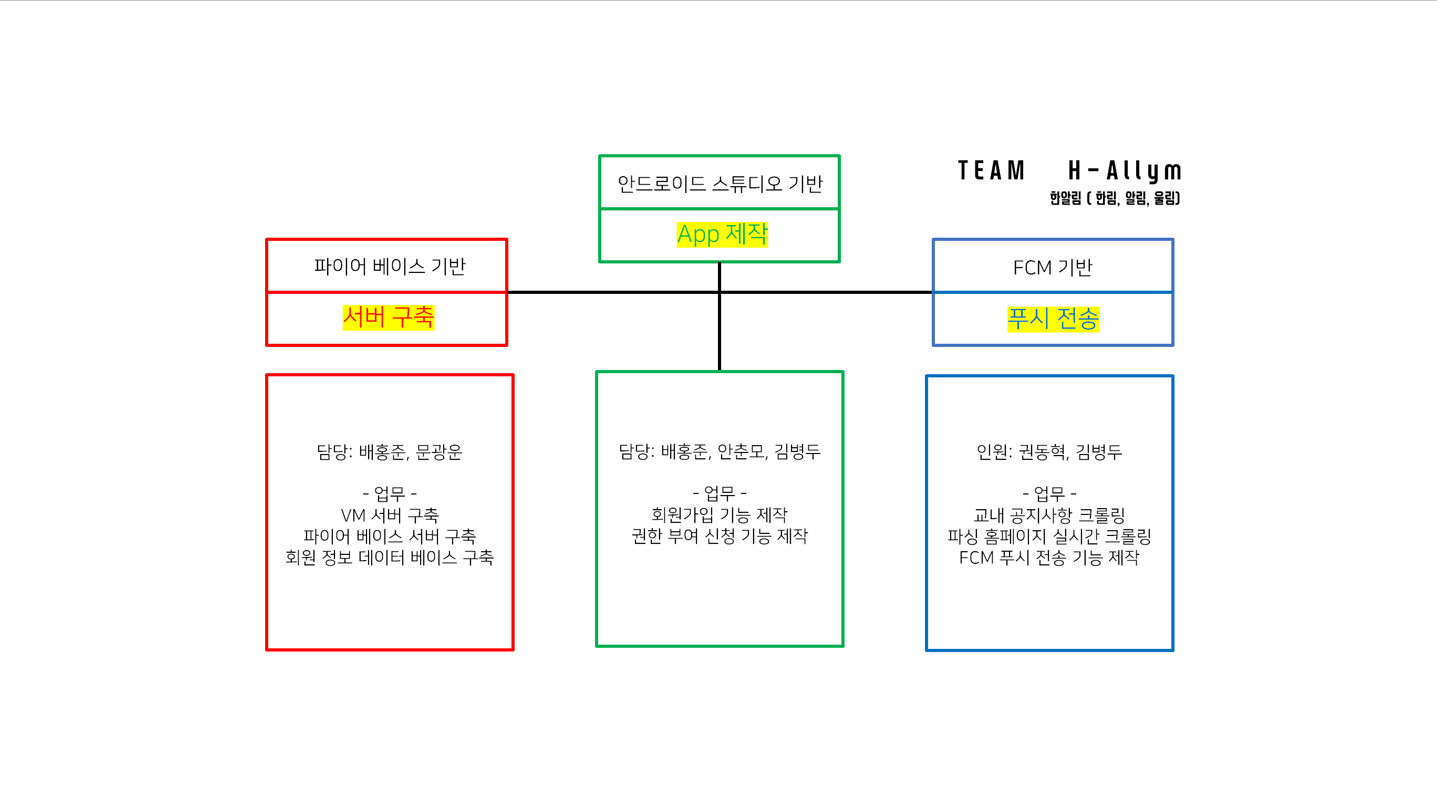 TEAM H-Allym
한알림 ( 한림, 알림, 울림)
안드로이드 스튜디오 기반
App 제작
파이어 베이스 기반
서버 구축
FCM 기반
푸시 전송
담당: 배홍준, 문광운
- 업무 -
VM 서버 구축
파이어 베이스 서버 구축
회원 정보 데이터 베이스 구축
담당: 배홍준, 안춘모, 김병두
- 업무 -
회원가입 기능 제작
권한 부여 신청 기능 제작
인원: 권동혁, 김병두
- 업무 -
교내 공지사항 크롤링
파싱 홈페이지 실시간 크롤링
FCM 푸시 전송 기능 제작